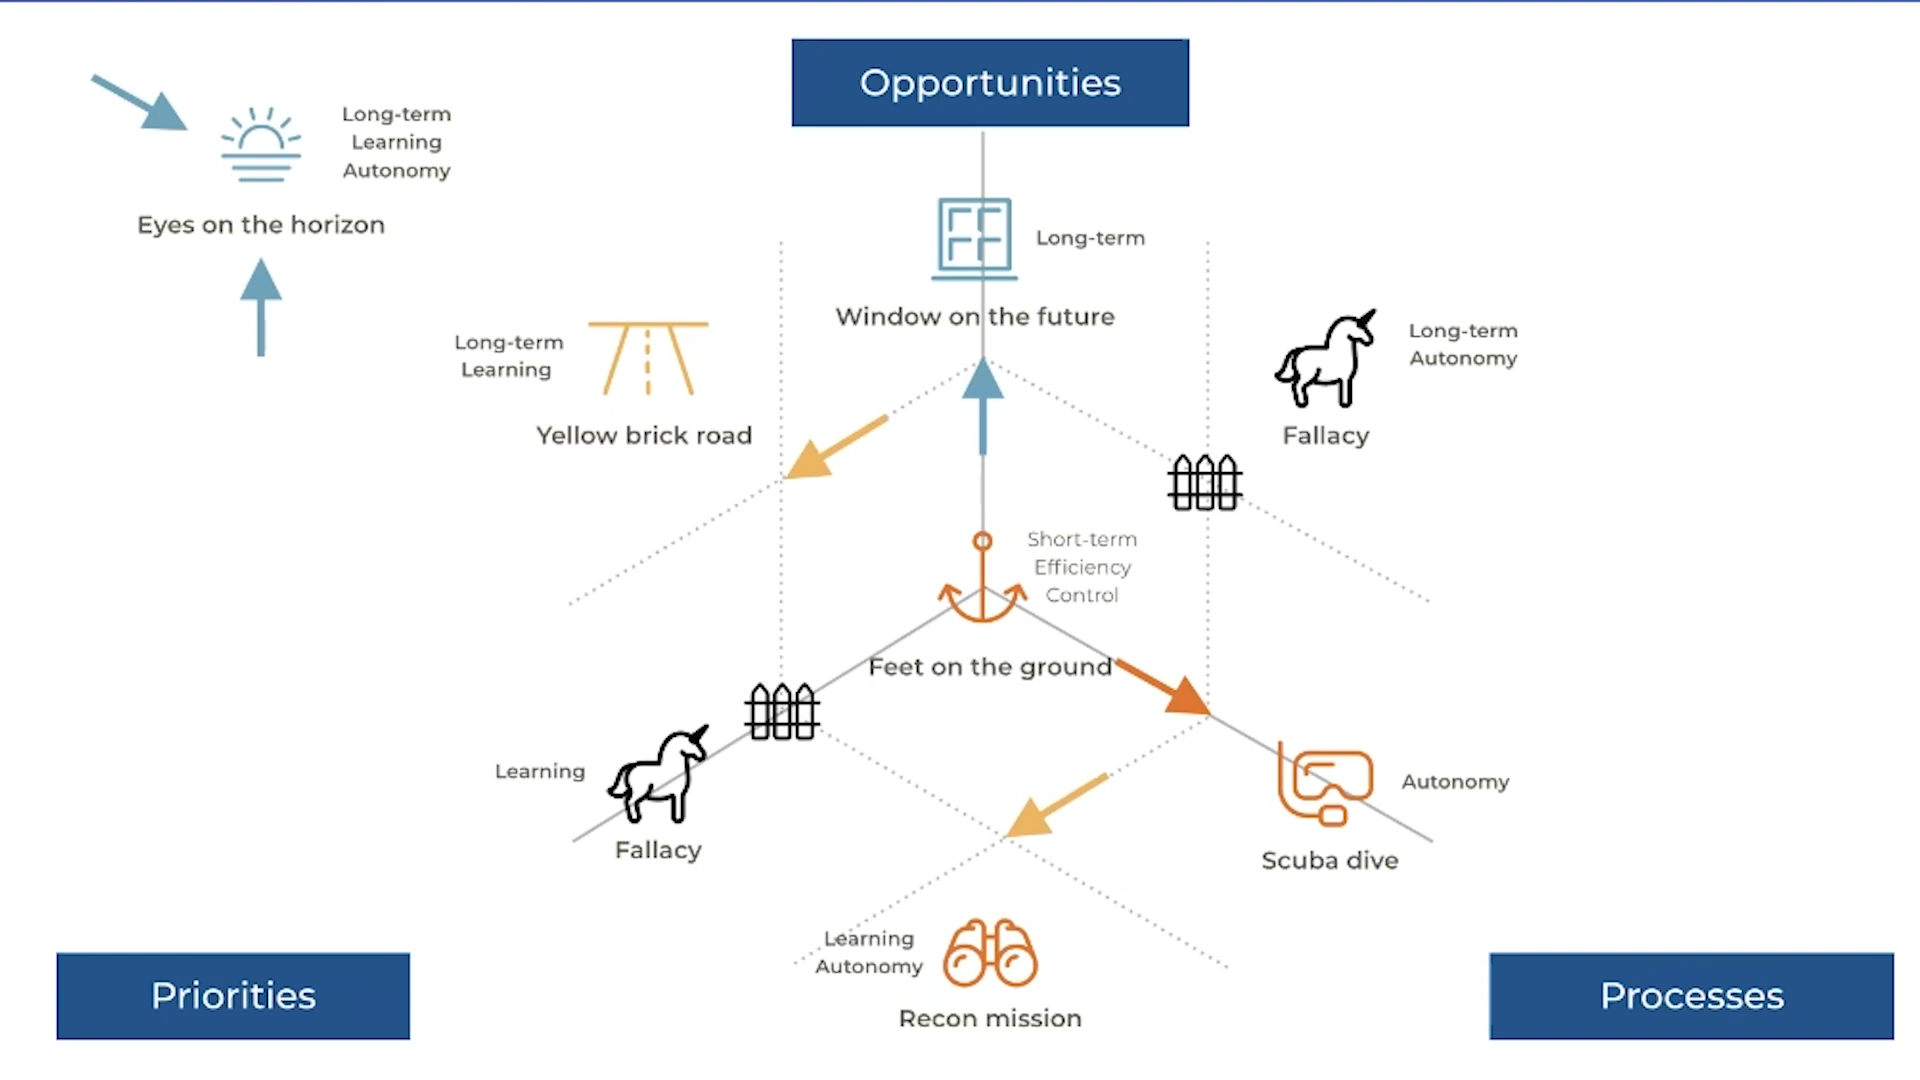 Opportunities
Long-term
Learning
Autonomy
Eyes on the horizon
Long-term
Window on the future
Long-term
Learning
Yellow brick road
Long-term
Autonomy
Fallacy
Short-term
Efficiency
Control
Feet on the ground
Learning
Fallacy
Autonomy
Scuba dive
Learning
Autonomy
Recon mission
Priorities
Processes